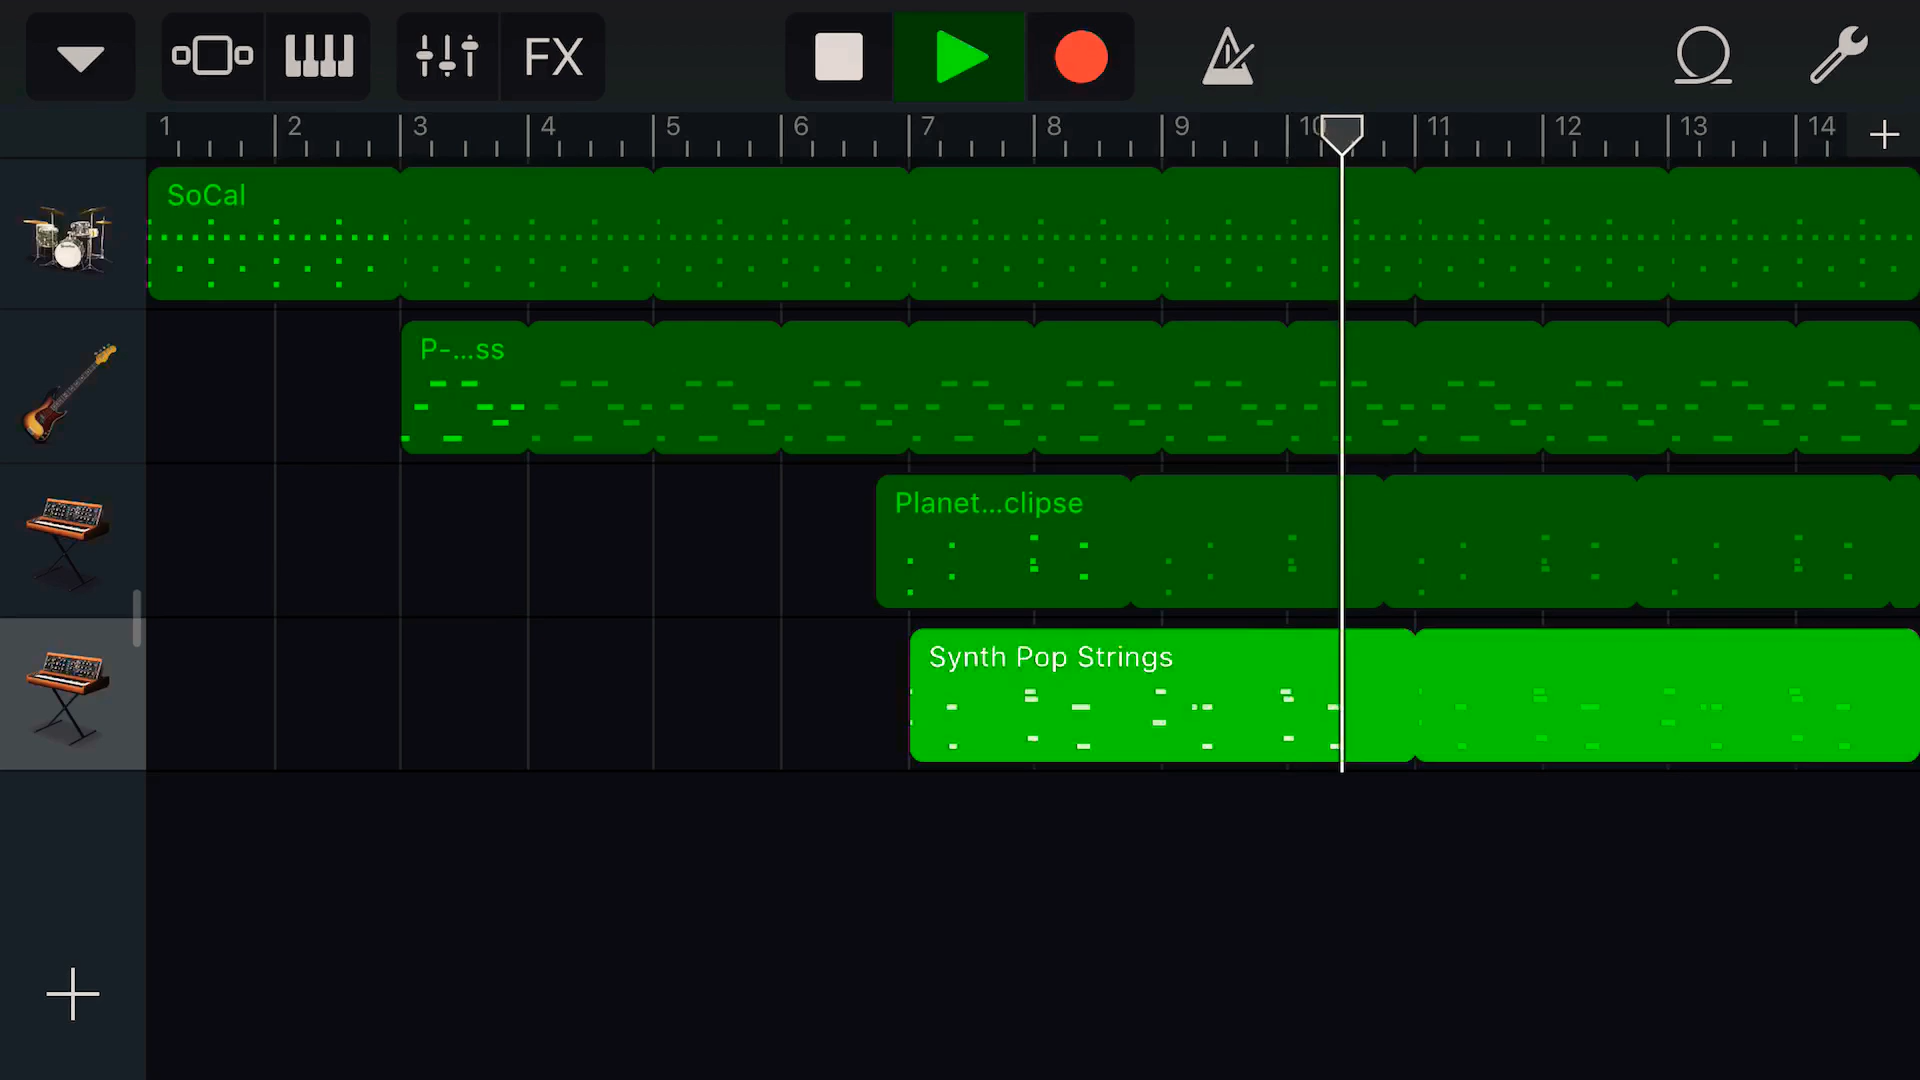 FX
1 2 3 4 5 6 7 8 9 10 11 12 13 14
SoCal
P-...ss
Planet...clipse
Synth Pop Strings